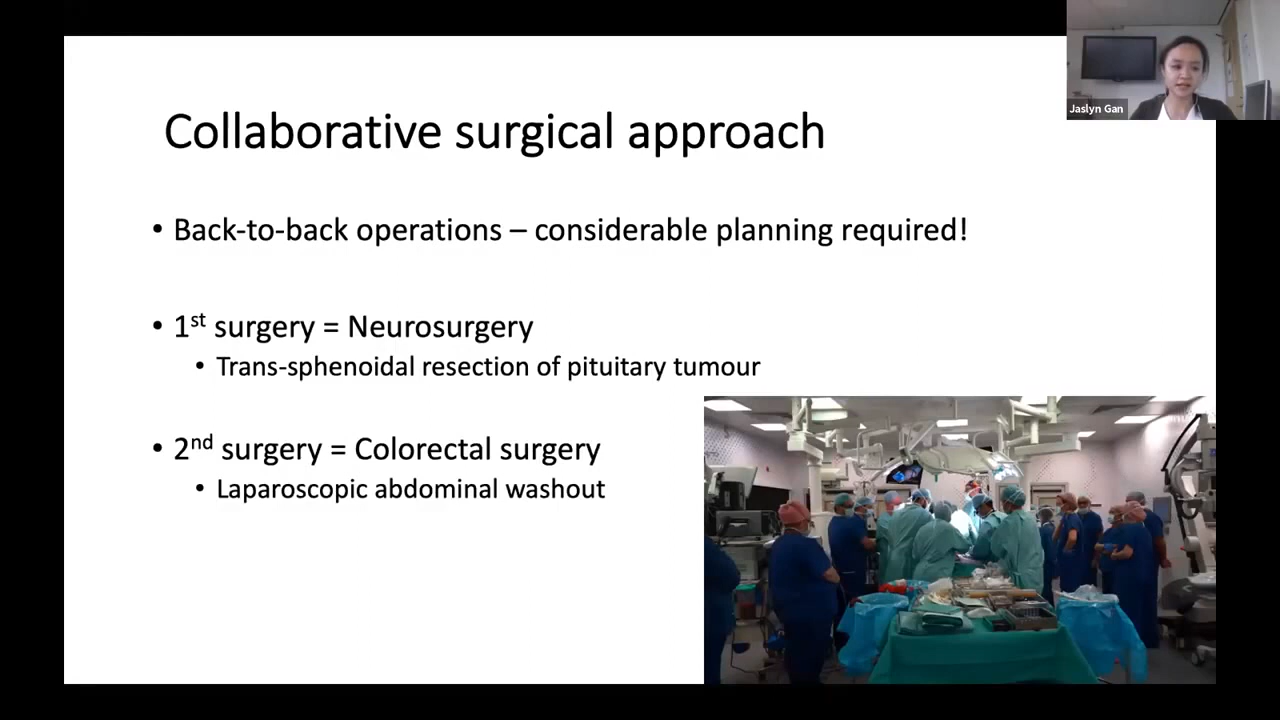 Jaslyn Gan
Collaborative surgical approach
• Back-to-back operations – considerable planning required!
• 1st surgery = Neurosurgery
• Trans-sphenoidal resection of pituitary tumour
• 2nd surgery = Colorectal surgery
• Laparoscopic abdominal washout